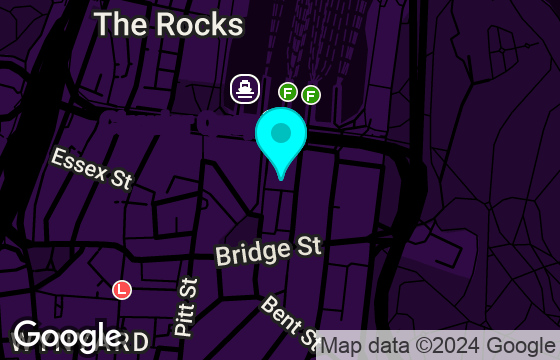 The Rocks
F
F
Essex St
Bridge St
L
Pitt St
Bent St
Google
Map data ©2024 Google